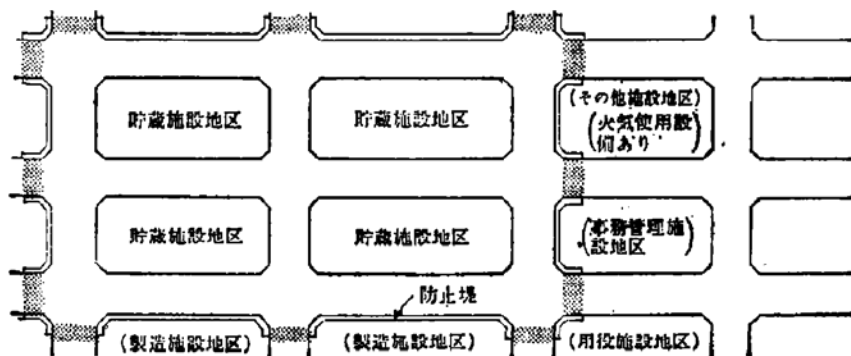 貯蔵施設地区
貯蔵施設地区
(その他施設地区)
(火気使用設
備あり)
貯蔵施設地区
貯蔵施設地区
(事務管理施
設地区)
防止堤
(製造施設地区)
(製造施設地区)
(用役施設地区)